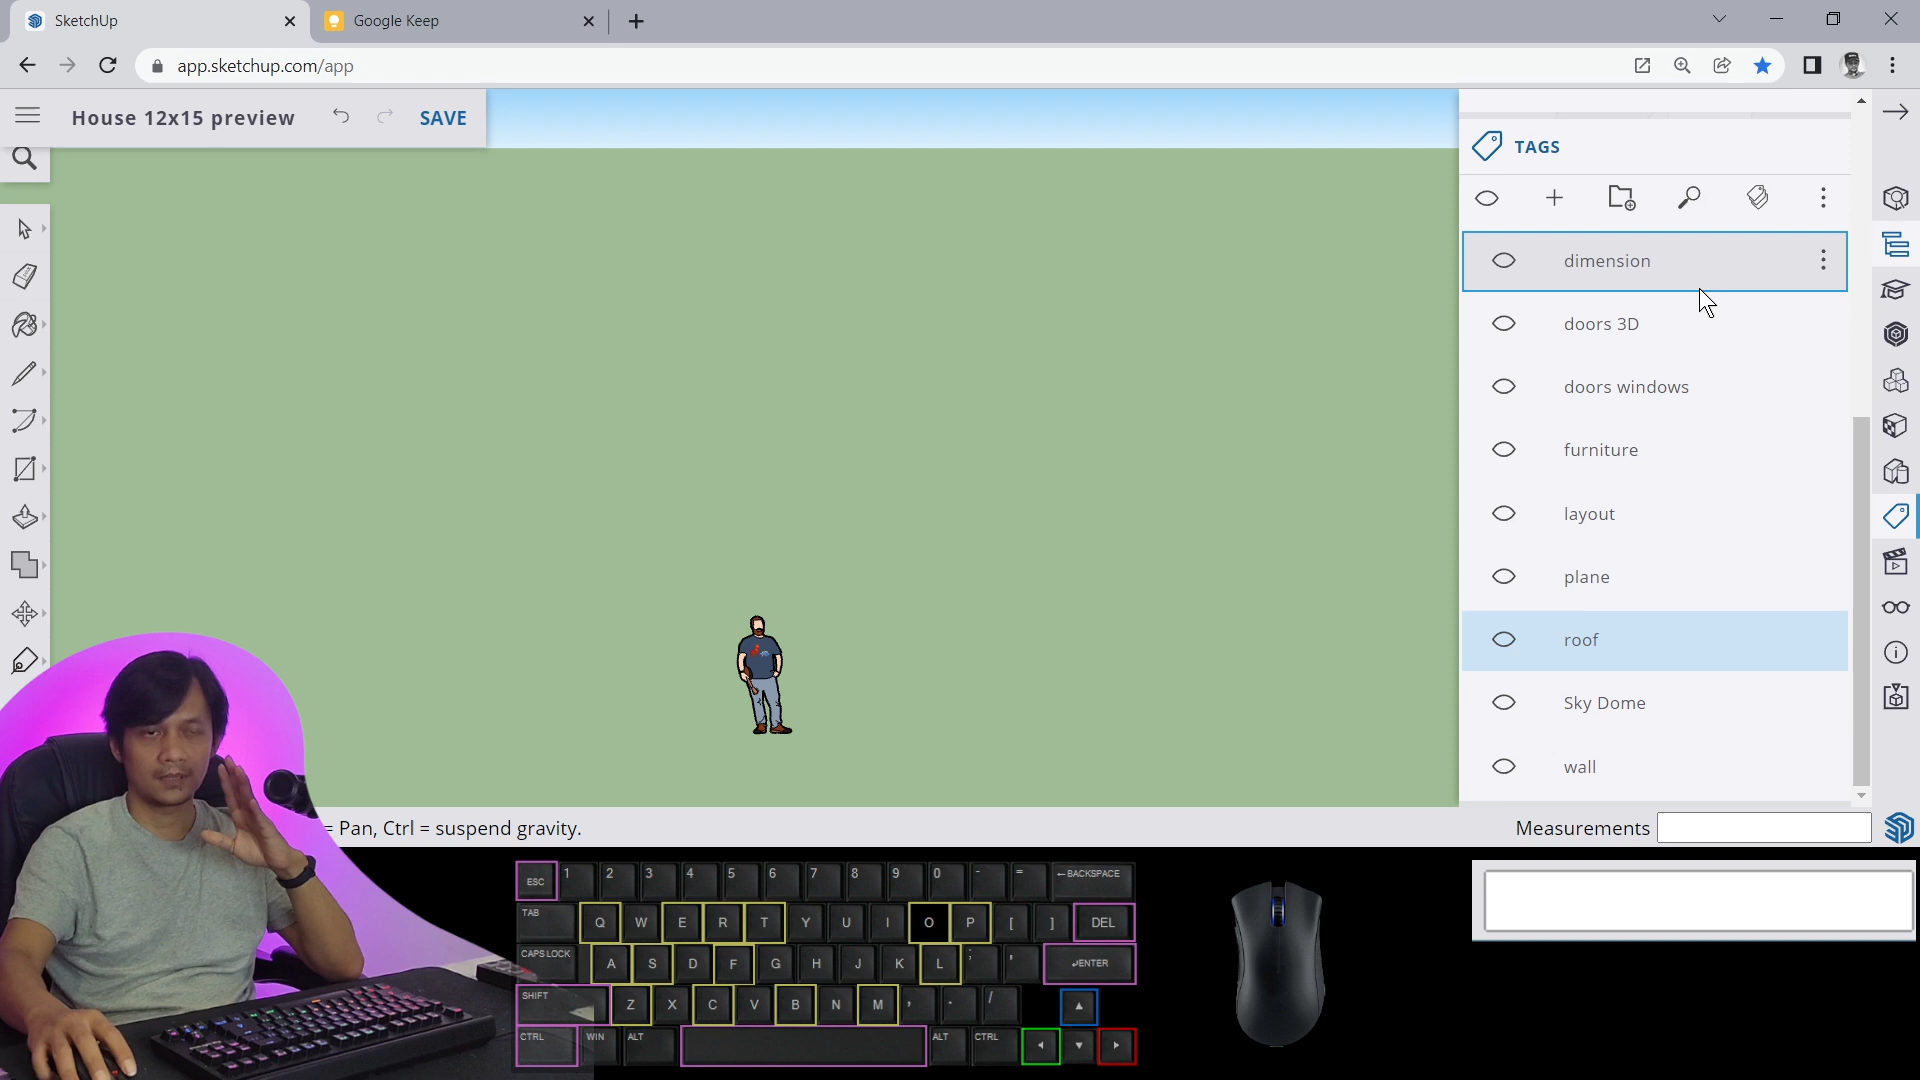 SketchUp
Google Keep
app.sketchup.com/app
House 12x15 preview
SAVE
TAGS
dimension
doors 3D
doors windows
furniture
layout
plane
roof
Sky Dome
wall
= Pan, Ctrl = suspend gravity.
Measurements
ESC 1 2 3 4 5 6 7 8 9 0 - = ←BACKSPACE
TAB Q W E R T Y U I O P [ ] DEL
CAPS LOCK A S D F G H J K L ; ' ↵ENTER
SHIFT Z X C V B N M , . / ▲
CTRL WIN ALT ALT CTRL ◄ ▼ ►